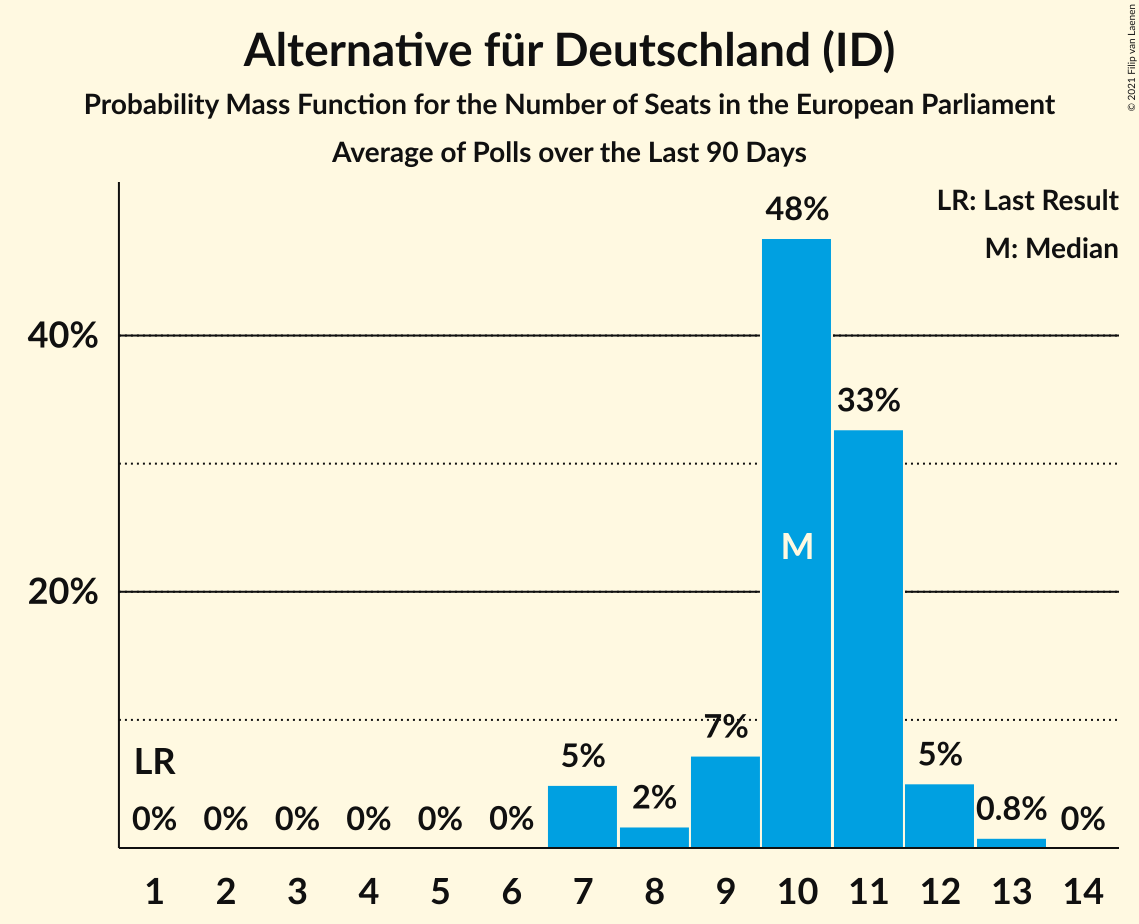 Alternative für Deutschland (ID)
Probability Mass Function for the Number of Seats in the European Parliament
Average of Polls over the Last 90 Days
© 2021 Filip van Laenen
LR: Last Result
M: Median
48%
40%
33%
M
20%
7%
LR
5%
5%
2%
0.8%
0% 0% 0% 0% 0% 0% 0%
1 2 3 4 5 6 7 8 9 10 11 12 13 14